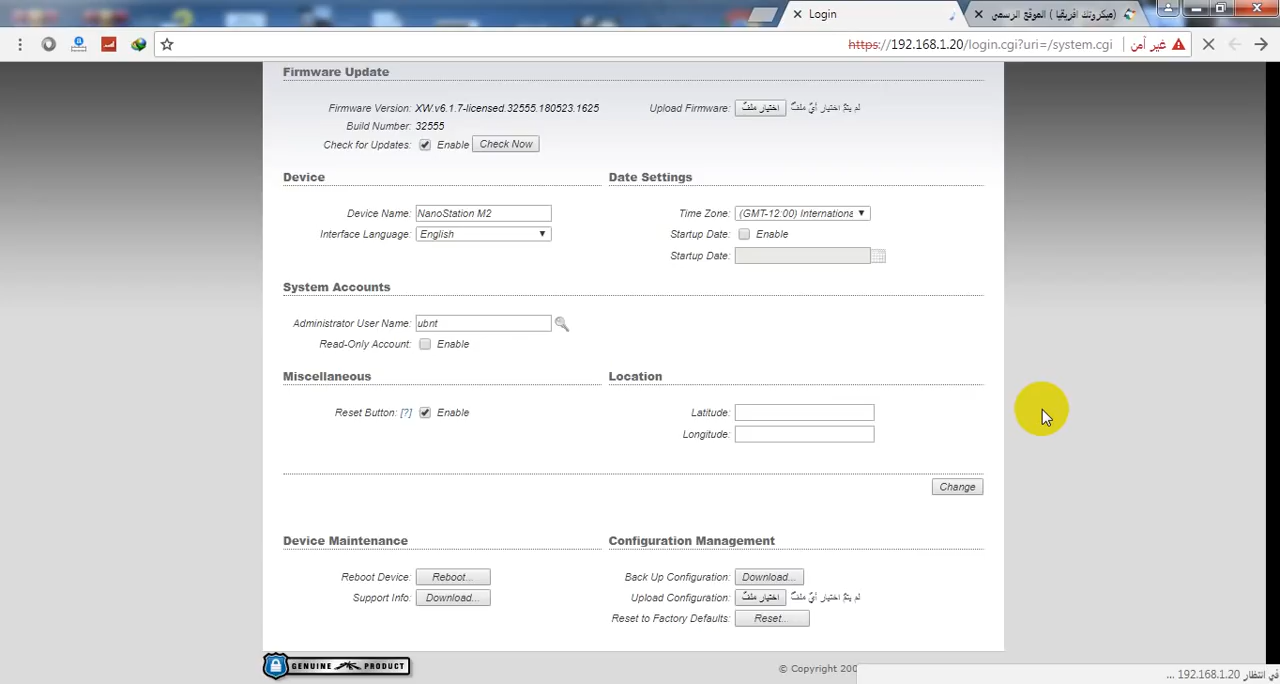 Login
(ميكروتك أفريقيا ) الموقع الرسمي
https://192.168.1.20/login.cgi?uri=/system.cgi
غير آمن
Firmware Update
Firmware Version: XW.v6.1.7-licensed.32555.180523.1625
Upload Firmware: اختيار ملفّ لم يتمّ اختيار أيّ ملفّ
Build Number: 32555
Check for Updates: Enable Check Now
Device
Date Settings
Device Name: NanoStation M2
Time Zone: (GMT-12:00) Internationa
Interface Language: English
Startup Date: Enable
Startup Date:
System Accounts
Administrator User Name: ubnt
Read-Only Account: Enable
Miscellaneous
Location
Reset Button: [?] Enable
Latitude:
Longitude:
Change
Device Maintenance
Configuration Management
Reboot Device: Reboot...
Back Up Configuration: Download...
Support Info: Download...
Upload Configuration: اختيار ملفّ لم يتمّ اختيار أيّ ملفّ
Reset to Factory Defaults: Reset...
GENUINE PRODUCT
© Copyright 200
في انتظار 192.168.1.20 ...